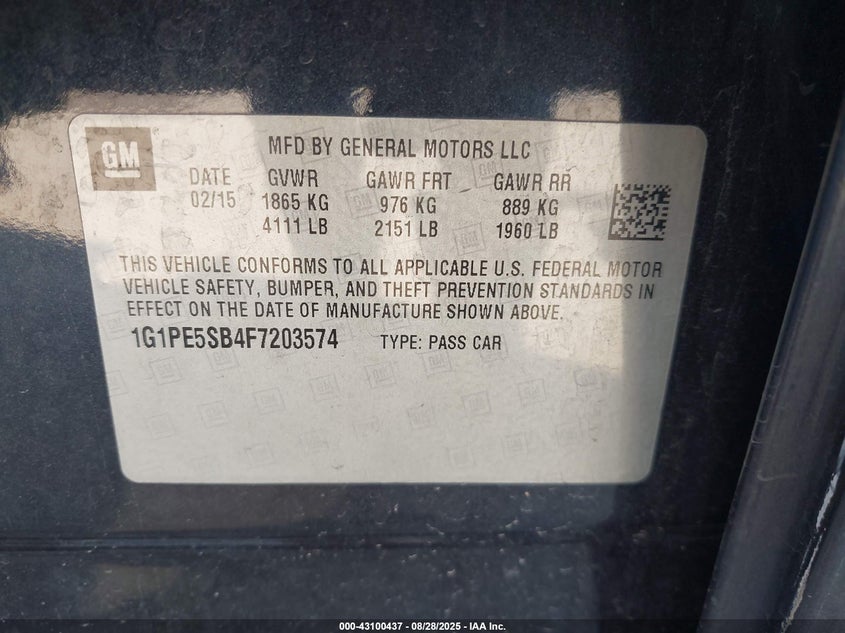 GM
MFD BY GENERAL MOTORS LLC
DATE GVWR GAWR FRT GAWR RR
02/15 1865 KG 976 KG 889 KG
4111 LB 2151 LB 1960 LB
THIS VEHICLE CONFORMS TO ALL APPLICABLE U.S. FEDERAL MOTOR
VEHICLE SAFETY, BUMPER, AND THEFT PREVENTION STANDARDS IN
EFFECT ON THE DATE OF MANUFACTURE SHOWN ABOVE.
1G1PE5SB4F7203574 TYPE: PASS CAR
000-43100437 | 08/28/2025 - IAA Inc.